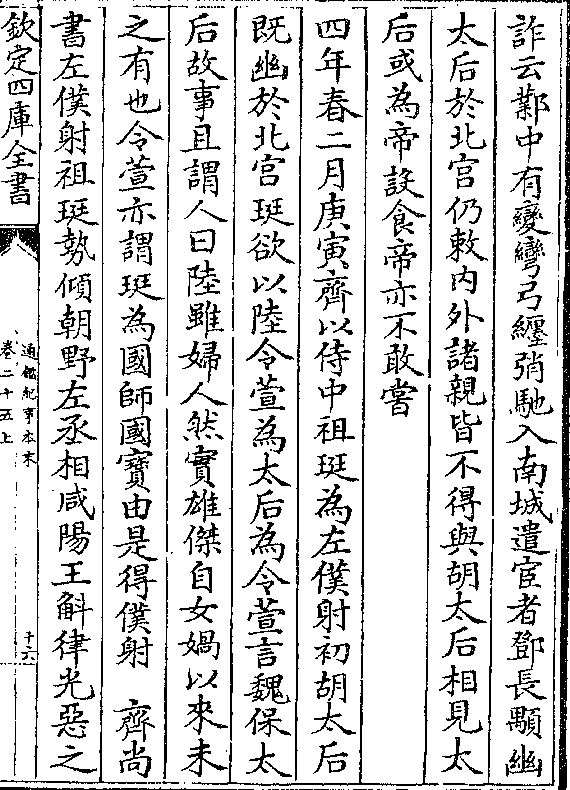 詐云鄴中有變彎弓纏弰馳入南城遣宦者鄧長顒幽
太后於北宫仍敕内外諸親皆不得與胡太后相見太
后或為帝設食帝亦不敢嘗
四年春二月庚寅齊以侍中祖珽為左僕射初胡太后
既幽於北宫珽欲以陸令萱為太后為令萱言魏保太
后故事且謂人曰陸雖婦人然實雄傑自女媧以來未
之有也令萱亦謂珽為國師國寶由是得僕射 齊尚
書左僕射祖珽勢傾朝野左丞相咸陽王斛律光惡之
欽定四庫全書
通鑑紀事本末
卷二十五上
十六